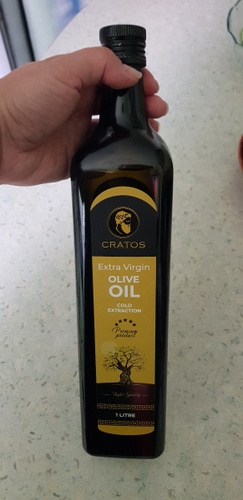 CRATOS
Extra Virgin
OLIVE
OIL
COLD
EXTRACTION
Premium
product
1 LITRE